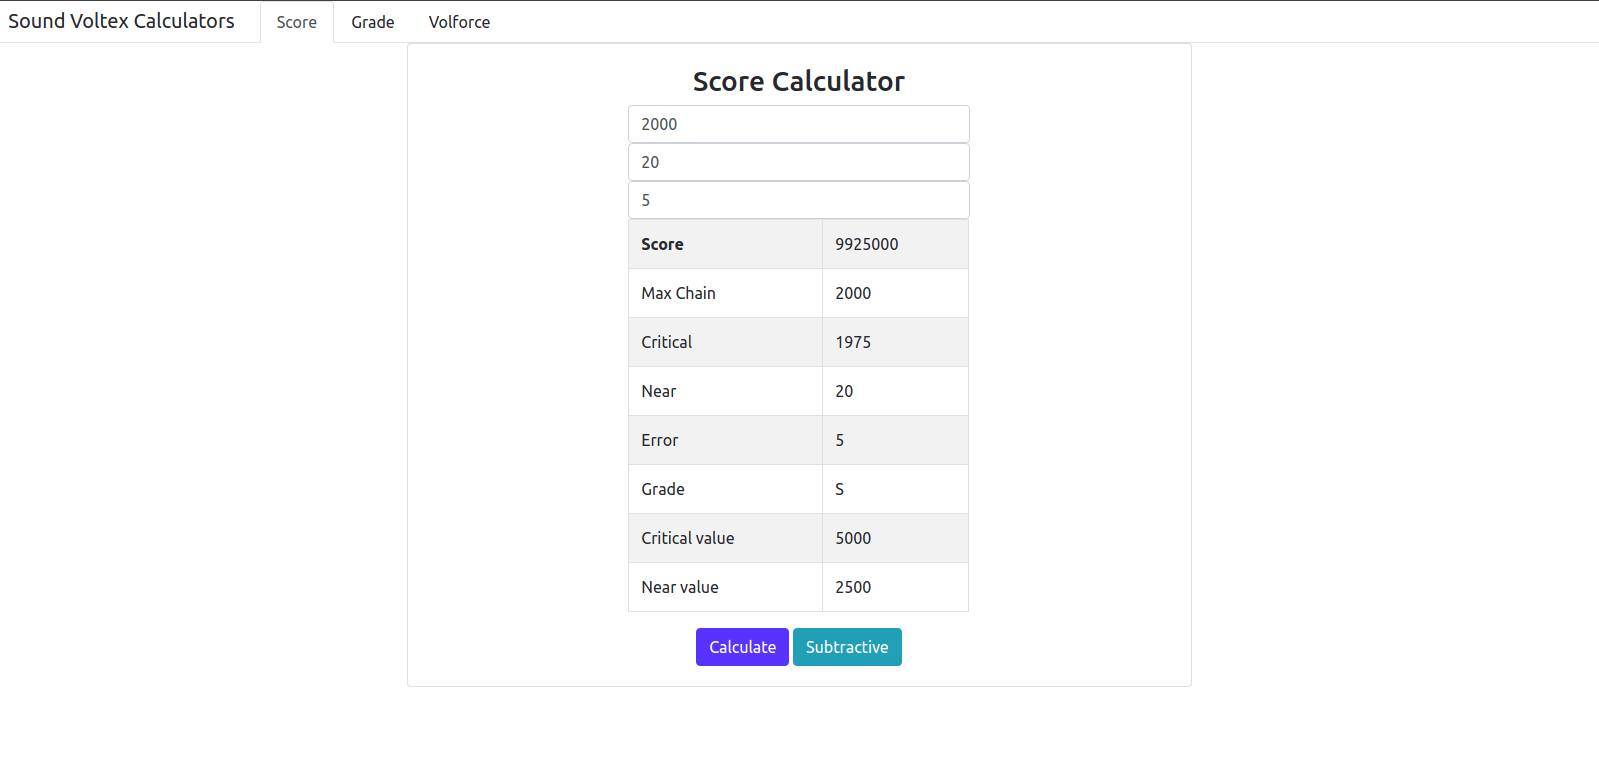 Sound Voltex Calculators Score Grade Volforce
Score Calculator
2000
20
5
Score 9925000
Max Chain 2000
Critical 1975
Near 20
Error 5
Grade S
Critical value 5000
Near value 2500
Calculate Subtractive